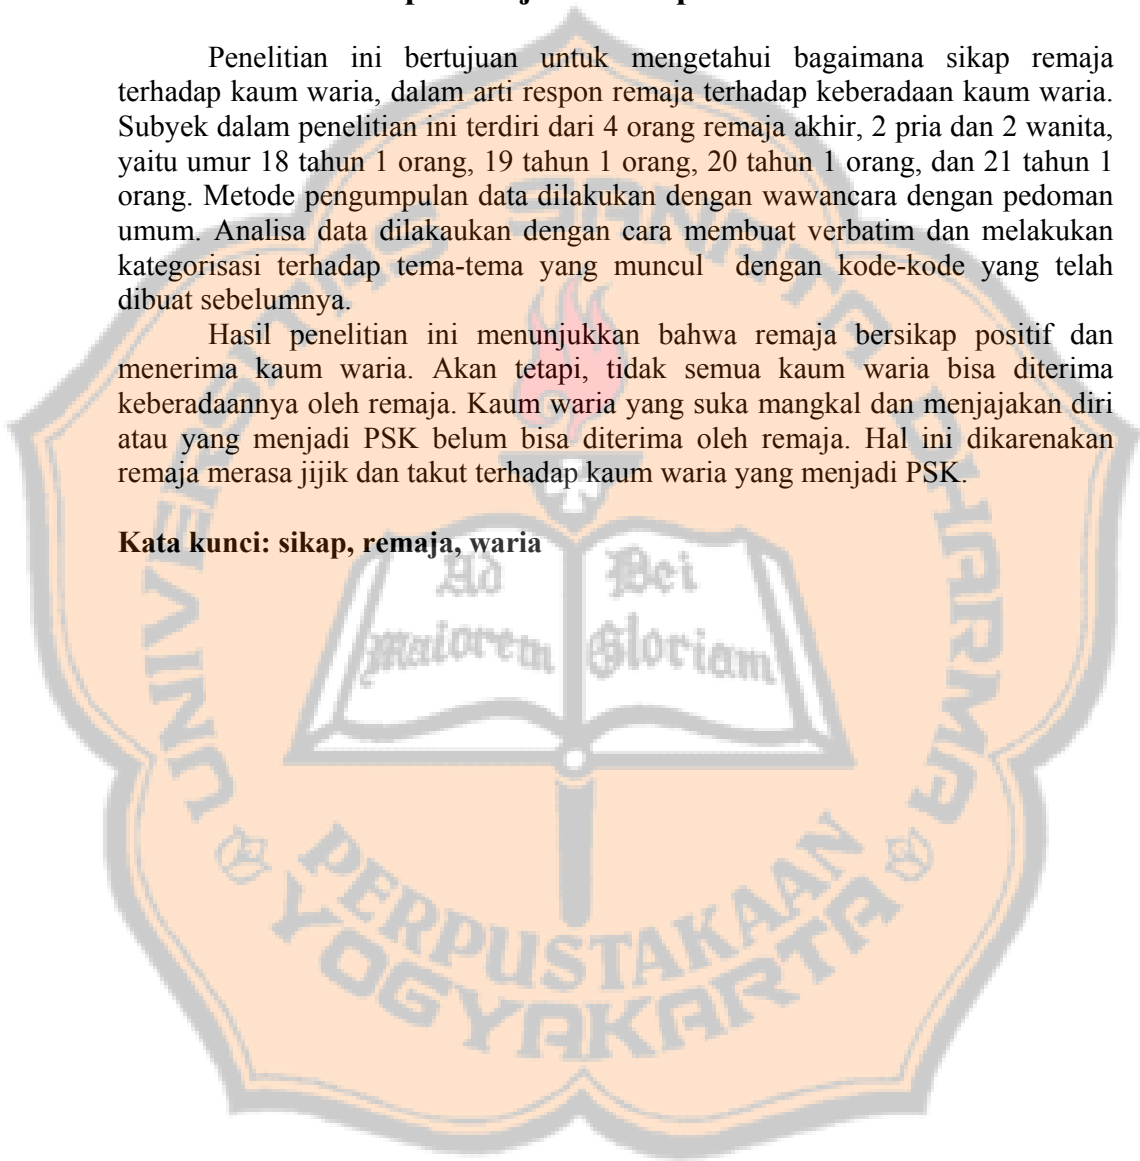 Penelitian ini bertujuan untuk mengetahui bagaimana sikap remaja
terhadap kaum waria, dalam arti respon remaja terhadap keberadaan kaum waria.
Subyek dalam penelitian ini terdiri dari 4 orang remaja akhir, 2 pria dan 2 wanita,
yaitu umur 18 tahun 1 orang, 19 tahun 1 orang, 20 tahun 1 orang, dan 21 tahun 1
orang. Metode pengumpulan data dilakukan dengan wawancara dengan pedoman
umum. Analisa data dilakaukan dengan cara membuat verbatim dan melakukan
kategorisasi terhadap tema-tema yang muncul dengan kode-kode yang telah
dibuat sebelumnya.
Hasil penelitian ini menunjukkan bahwa remaja bersikap positif dan
menerima kaum waria. Akan tetapi, tidak semua kaum waria bisa diterima
keberadaannya oleh remaja. Kaum waria yang suka mangkal dan menjajakan diri
atau yang menjadi PSK belum bisa diterima oleh remaja. Hal ini dikarenakan
remaja merasa jijik dan takut terhadap kaum waria yang menjadi PSK.
Kata kunci: sikap, remaja, waria
UNIVERSITAS SANATA DHARMA
Ad Dei
maiorem Gloriam
PERPUSTAKAAN
YOGYAKARTA